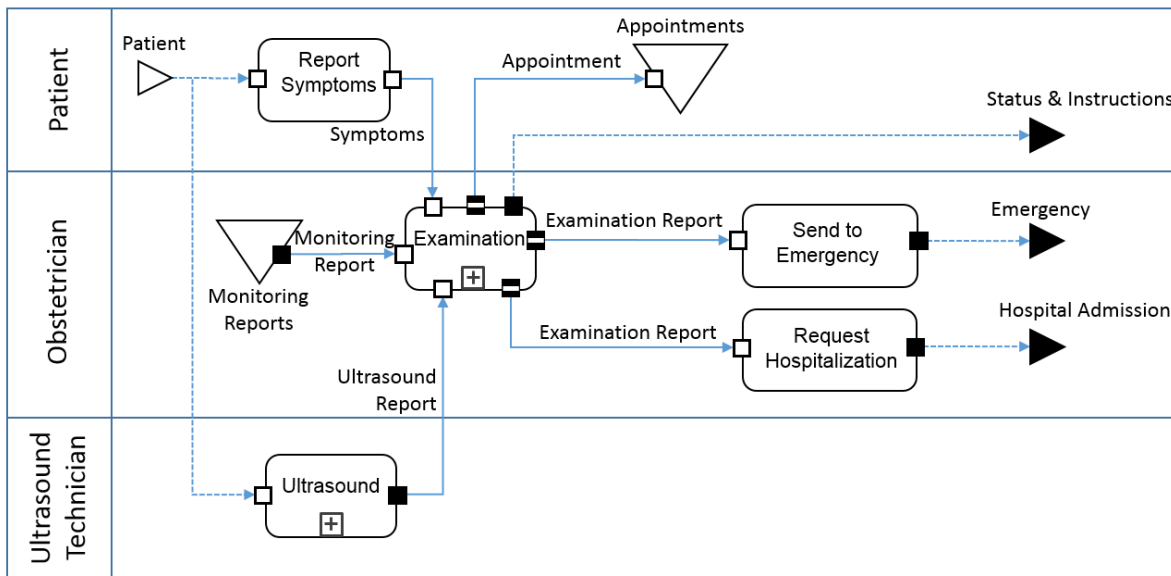 Patient
Patient
Report
Symptoms
Symptoms
Appointment
Appointments
Status & Instructions
Obstetrician
Monitoring
Report
Monitoring
Reports
Examination
Examination Report
Send to
Emergency
Emergency
Examination Report
Request
Hospitalization
Hospital Admission
Ultrasound
Report
Ultrasound
Technician
Ultrasound